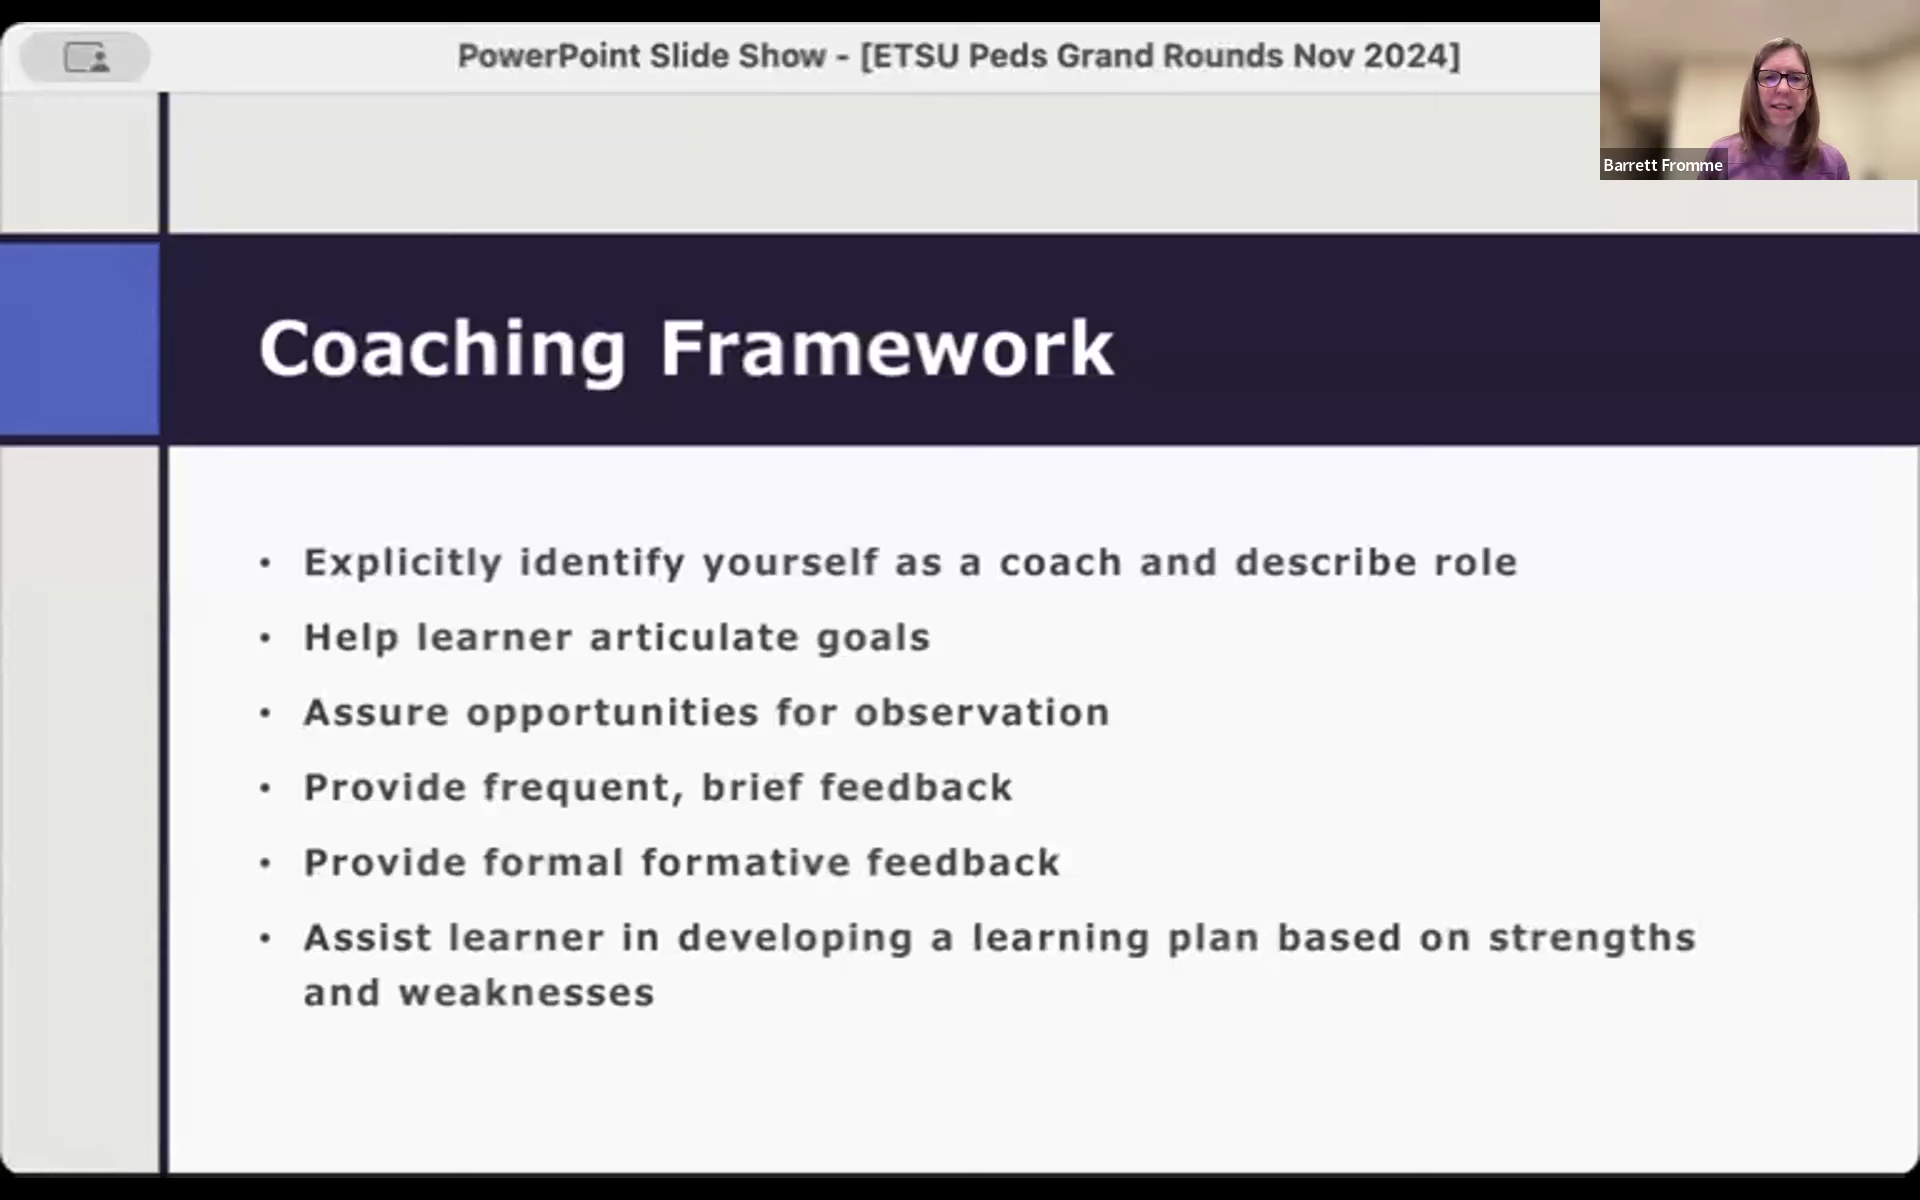 PowerPoint Slide Show - [ETSU Peds Grand Rounds Nov 2024]
Barrett Fromme
Coaching Framework
• Explicitly identify yourself as a coach and describe role
• Help learner articulate goals
• Assure opportunities for observation
• Provide frequent, brief feedback
• Provide formal formative feedback
• Assist learner in developing a learning plan based on strengths
and weaknesses